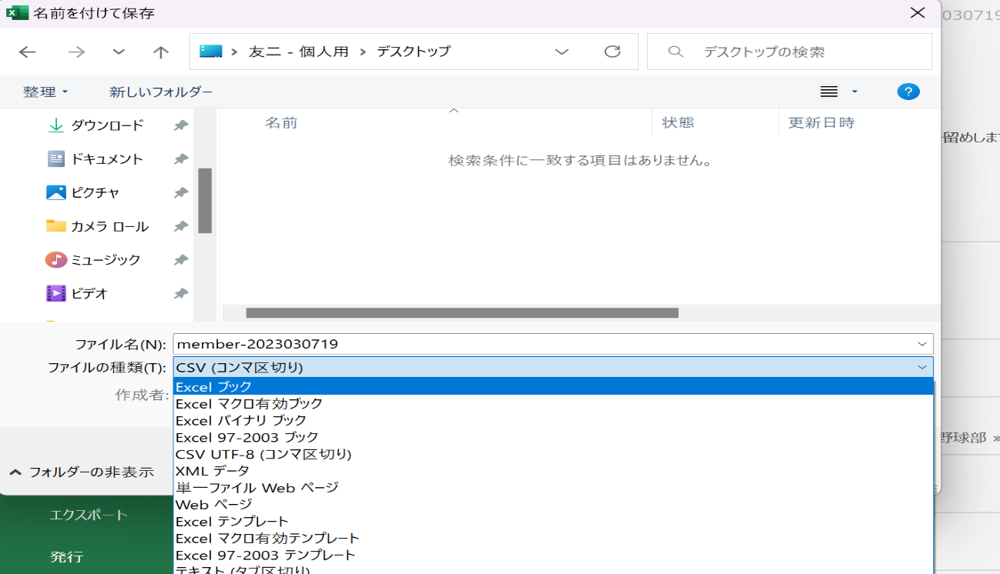 名前を付けて保存
友二 - 個人用 › デスクトップ
デスクトップの検索
整理
新しいフォルダー
名前
状態
更新日時
検索条件に一致する項目はありません。
ダウンロード
ドキュメント
ピクチャ
カメラ ロール
ミュージック
ビデオ
ファイル名(N): member-2023030719
ファイルの種類(T): CSV (コンマ区切り)
作成者:
Excel ブック
Excel マクロ有効ブック
Excel バイナリ ブック
Excel 97-2003 ブック
CSV UTF-8 (コンマ区切り)
XML データ
単一ファイル Web ページ
Web ページ
Excel テンプレート
Excel マクロ有効テンプレート
Excel 97-2003 テンプレート
テキスト (タブ区切り)
フォルダーの非表示
エクスポート
発行
030719
留めしま
野球部 »